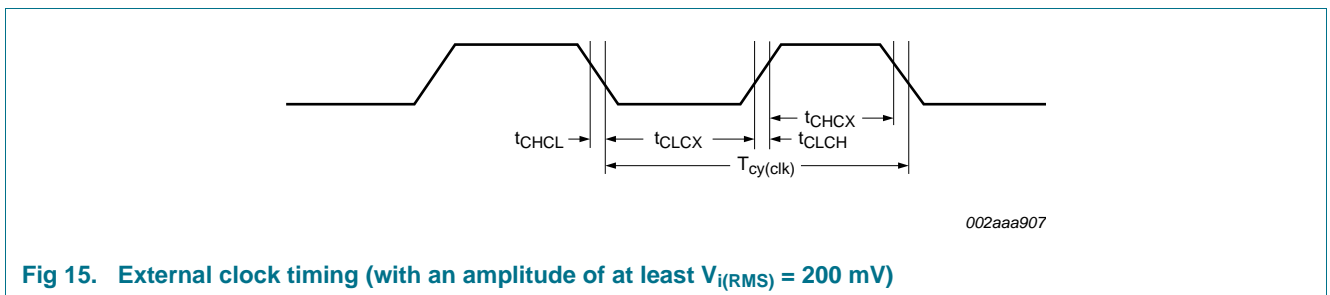 tCHCX
tCHCL tCLCX tCLCH
Tcy(clk)
002aaa907
Fig 15. External clock timing (with an amplitude of at least Vi(RMS) = 200 mV)